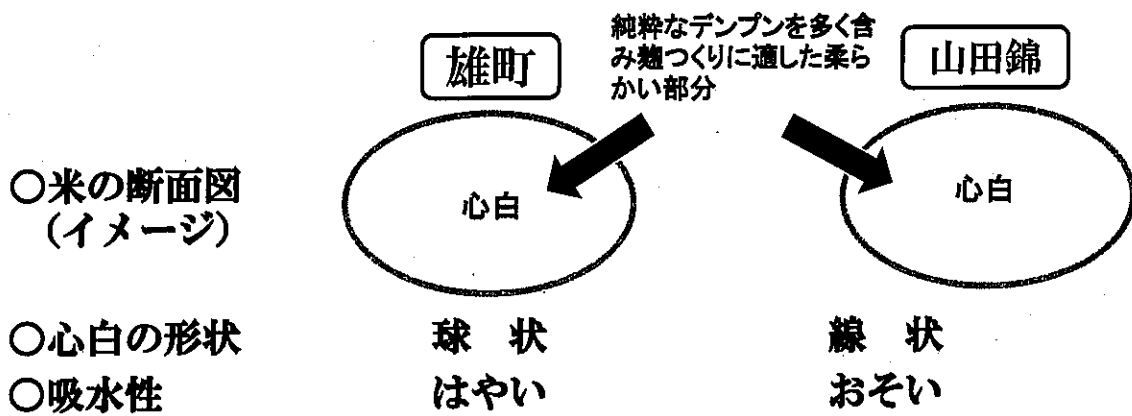 雄町
純粋なデンプンを多く含
み麹つくりに適した柔ら
かい部分
山田錦
○米の断面図
(イメージ)
心白
心白
○心白の形状
球 状
線 状
○吸水性
はやい
おそい